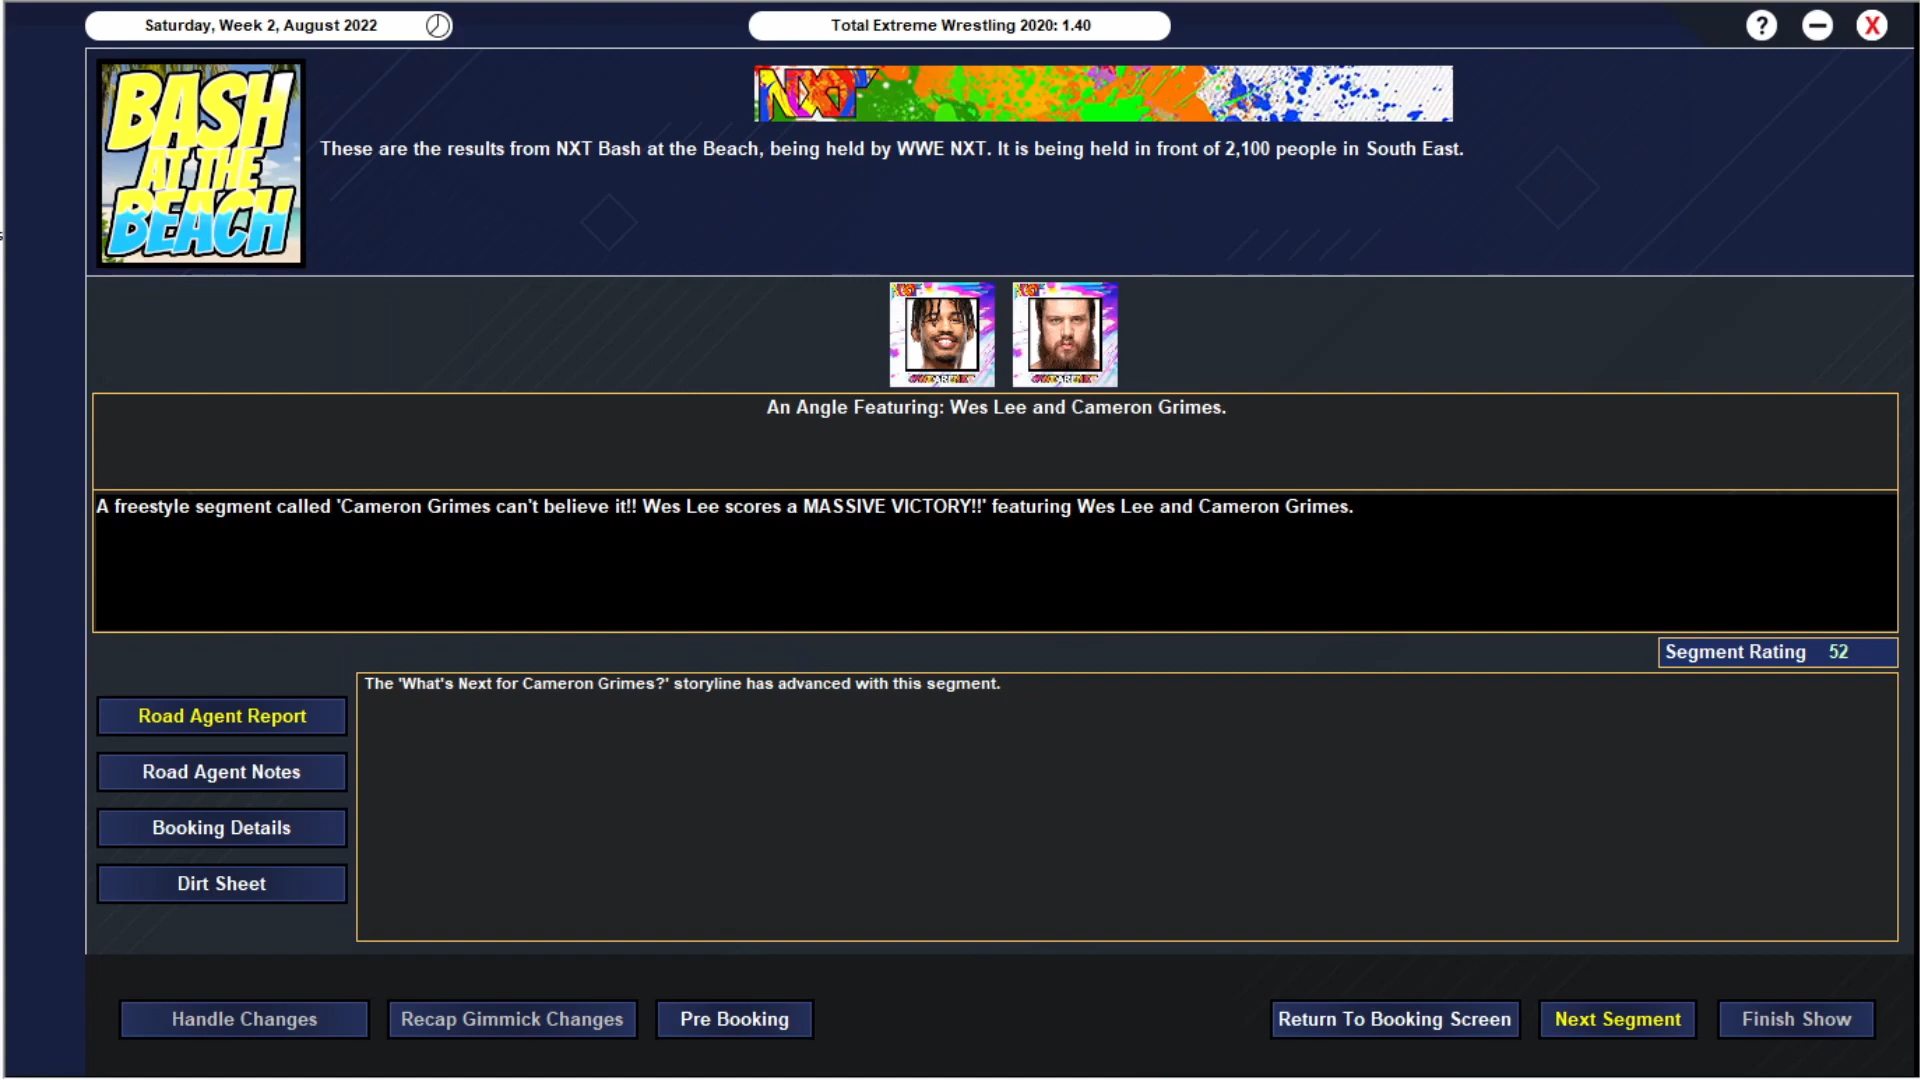 Saturday, Week 2, August 2022
Total Extreme Wrestling 2020: 1.40
?
X
BASH
AT THE
BEACH
NXT
These are the results from NXT Bash at the Beach, being held by WWE NXT. It is being held in front of 2,100 people in South East.
An Angle Featuring: Wes Lee and Cameron Grimes.
A freestyle segment called 'Cameron Grimes can't believe it!! Wes Lee scores a MASSIVE VICTORY!!' featuring Wes Lee and Cameron Grimes.
Segment Rating 52
The 'What's Next for Cameron Grimes?' storyline has advanced with this segment.
Road Agent Report
Road Agent Notes
Booking Details
Dirt Sheet
Handle Changes
Recap Gimmick Changes
Pre Booking
Return To Booking Screen
Next Segment
Finish Show